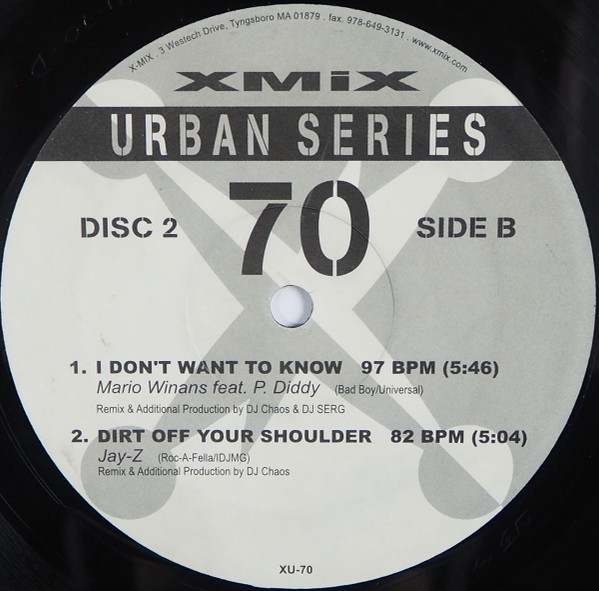 X-MIX . 3 Westech Drive, Tyngsboro MA 01879 . fax. 978-649-3131 . www.xmix.com
XMiX
URBAN SERIES
70
DISC 2 SIDE B
1. I DON'T WANT TO KNOW 97 BPM (5:46)
Mario Winans feat. P. Diddy (Bad Boy/Universal)
Remix & Additional Production by DJ Chaos & DJ SERG
2. DIRT OFF YOUR SHOULDER 82 BPM (5:04)
Jay-Z (Roc-A-Fella/IDJMG)
Remix & Additional Production by DJ Chaos
XU-70